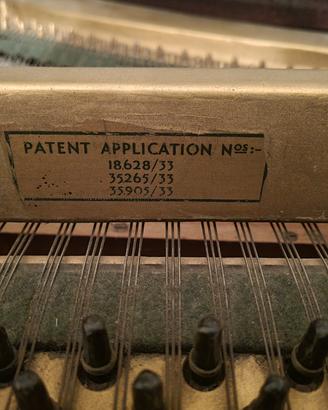 PATENT APPLICATION Nos:-
18628/33
35265/33
35905/33